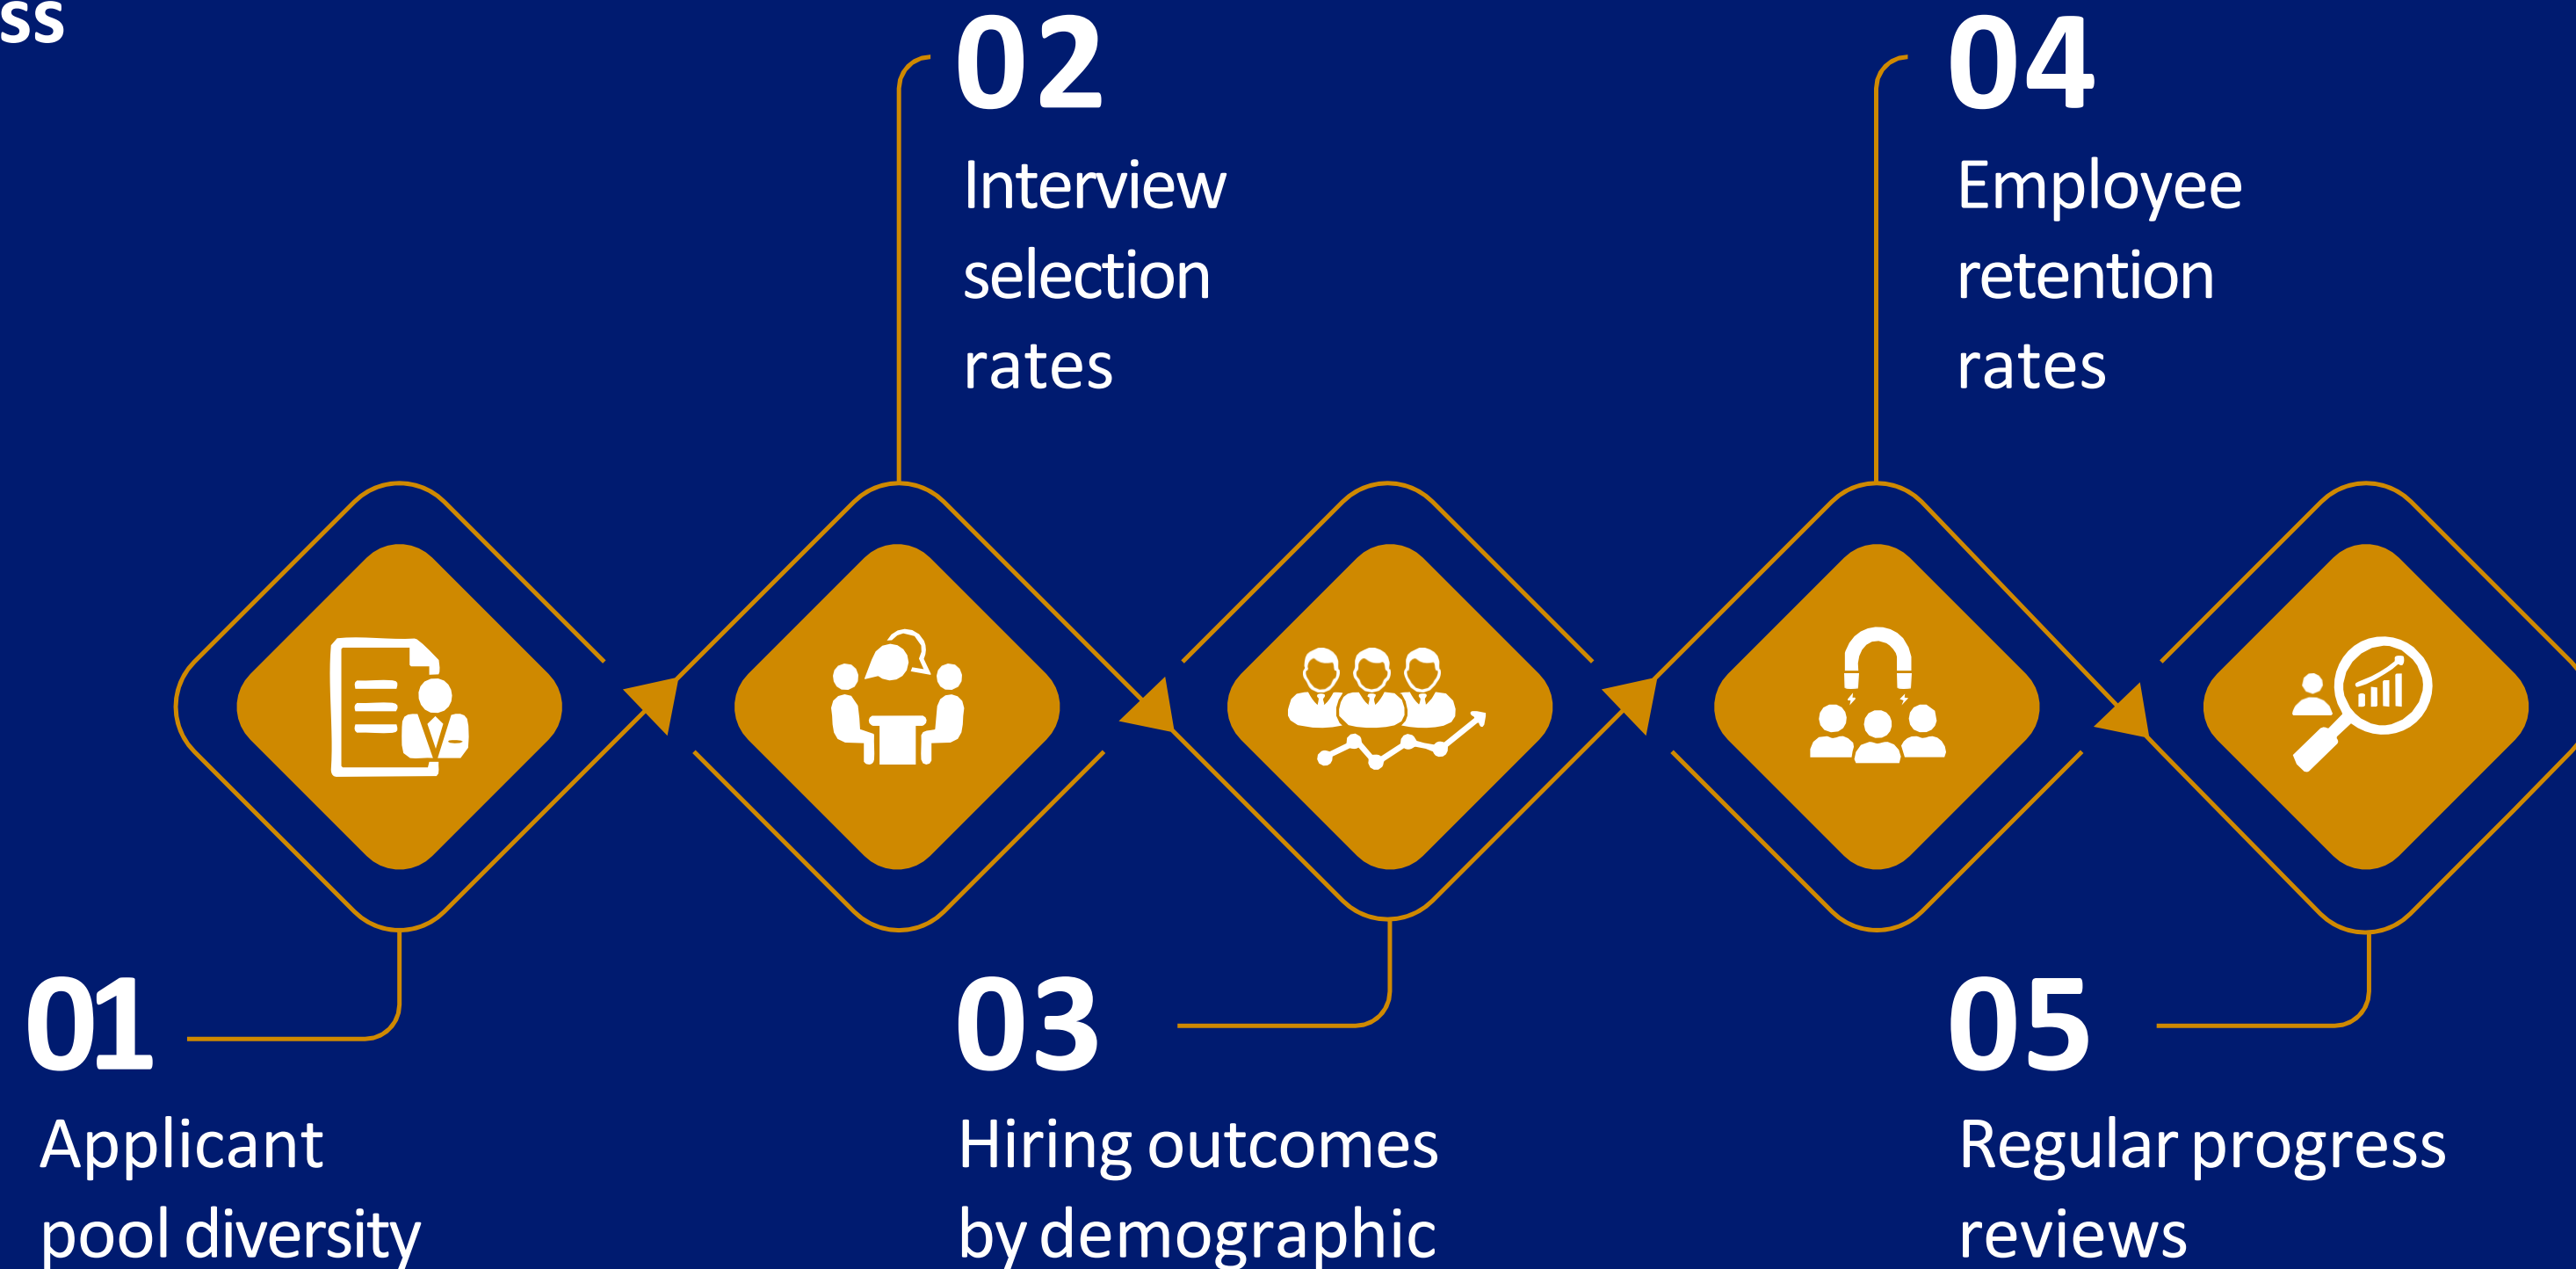 ss
02
Interview
selection
rates
04
Employee
retention
rates
01
Applicant
pool diversity
03
Hiring outcomes
by demographic
05
Regular progress
reviews